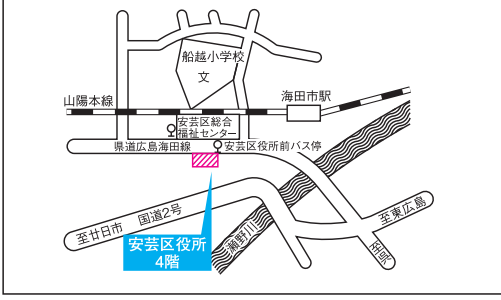 船越小学校
文
海田市駅
山陽本線
安芸区総合
福祉センター
県道広島海田線
安芸区役所前バス停
国道2号
至廿日市
安芸区役所
4階
瀬野川
至東広島
至呉